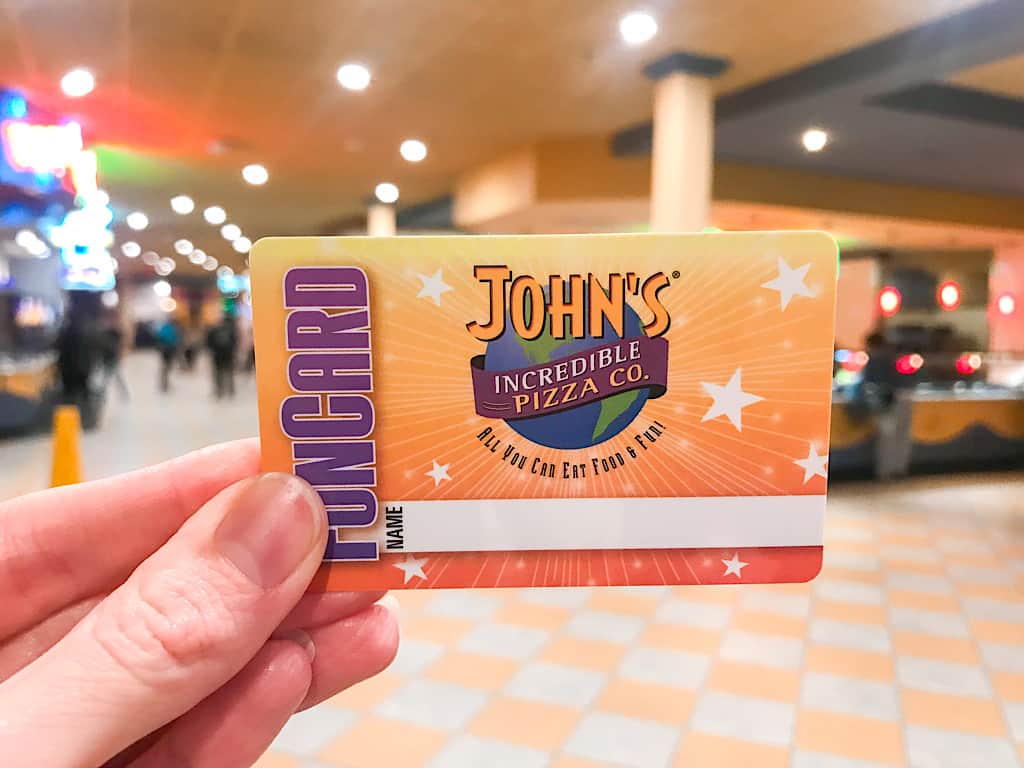 FUNCARD
JOHN'S®
INCREDIBLE
PIZZA CO.
ALL YOU CAN EAT FOOD & FUN!
NAME